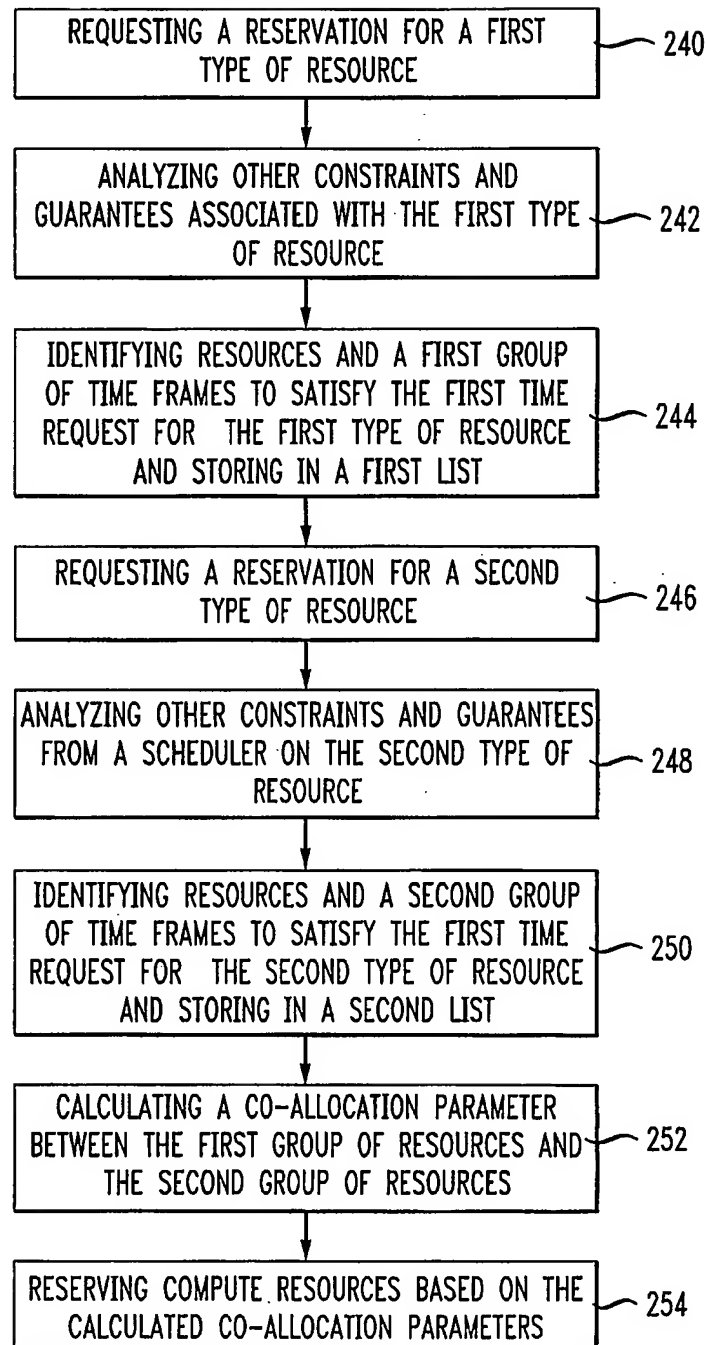 REQUESTING A RESERVATION FOR A FIRST
TYPE OF RESOURCE
240
ANALYZING OTHER CONSTRAINTS AND
GUARANTEES ASSOCIATED WITH THE FIRST TYPE
OF RESOURCE
242
IDENTIFYING RESOURCES AND A FIRST GROUP
OF TIME FRAMES TO SATISFY THE FIRST TIME
REQUEST FOR THE FIRST TYPE OF RESOURCE
AND STORING IN A FIRST LIST
244
REQUESTING A RESERVATION FOR A SECOND
TYPE OF RESOURCE
246
ANALYZING OTHER CONSTRAINTS AND GUARANTEES
FROM A SCHEDULER ON THE SECOND TYPE OF
RESOURCE
248
IDENTIFYING RESOURCES AND A SECOND GROUP
OF TIME FRAMES TO SATISFY THE FIRST TIME
REQUEST FOR THE SECOND TYPE OF RESOURCE
AND STORING IN A SECOND LIST
250
CALCULATING A CO-ALLOCATION PARAMETER
BETWEEN THE FIRST GROUP OF RESOURCES AND
THE SECOND GROUP OF RESOURCES
252
RESERVING COMPUTE RESOURCES BASED ON THE
CALCULATED CO-ALLOCATION PARAMETERS
254